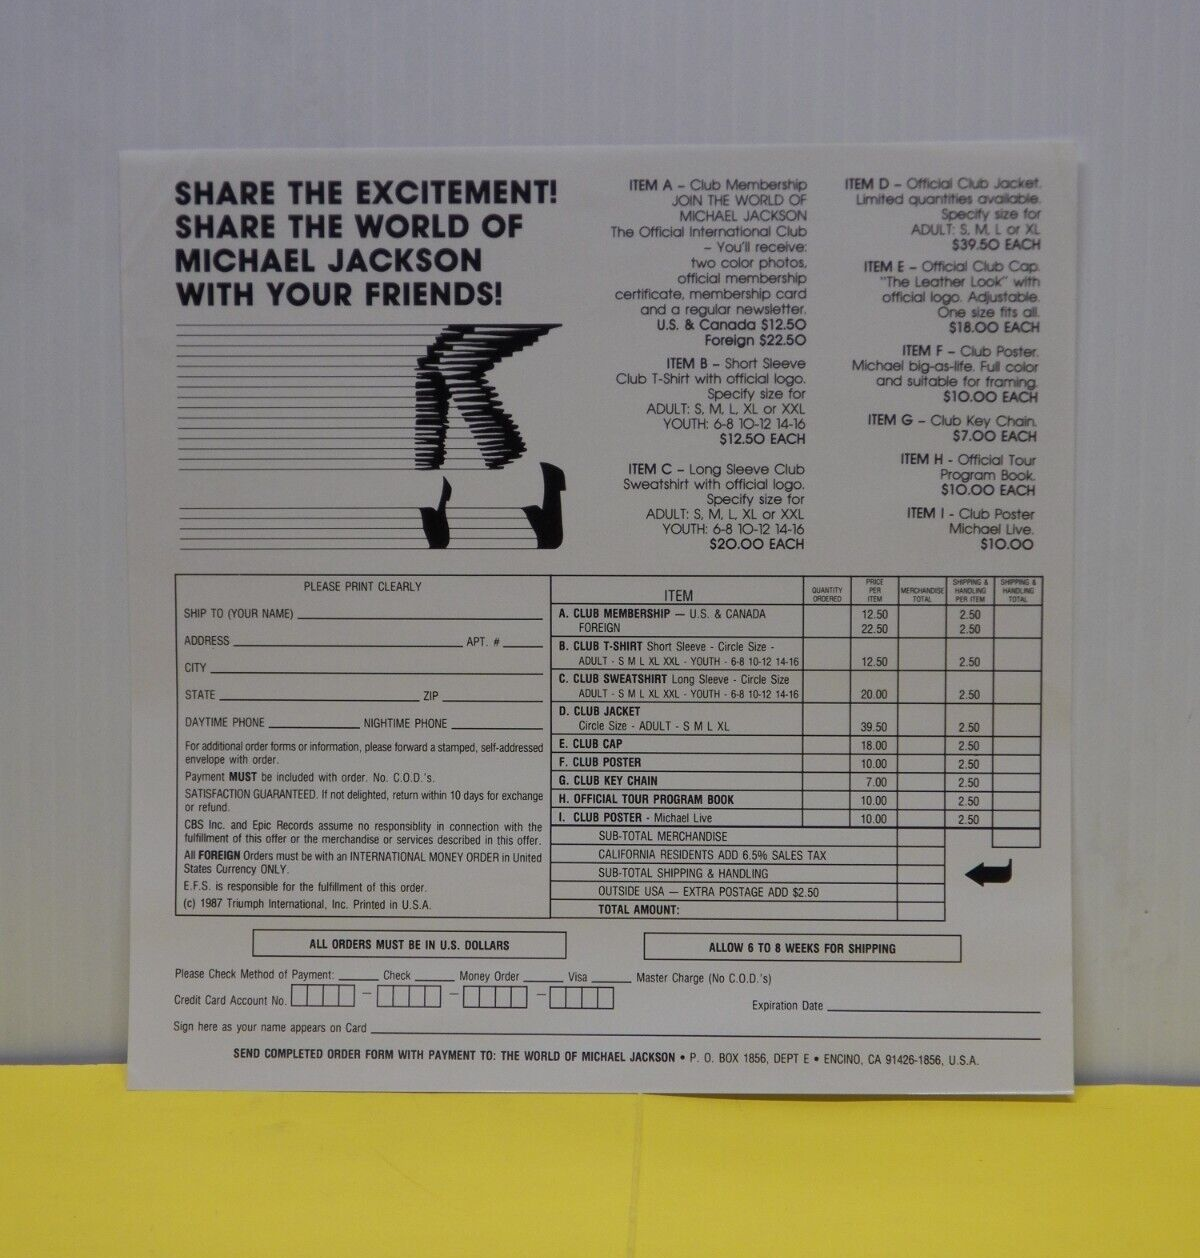 SHARE THE EXCITEMENT!
SHARE THE WORLD OF
MICHAEL JACKSON
WITH YOUR FRIENDS!
ITEM A – Club Membership
JOIN THE WORLD OF
MICHAEL JACKSON
The Official International Club
– You'll receive:
two color photos,
official membership
certificate, membership card
and a regular newsletter.
U.S. & Canada $12.50
Foreign $22.50
ITEM B – Short Sleeve
Club T-Shirt with official logo.
Specify size for
ADULT: S, M, L, XL or XXL
YOUTH: 6-8 10-12 14-16
$12.50 EACH
ITEM C – Long Sleeve Club
Sweatshirt with official logo.
Specify size for
ADULT: S, M, L, XL or XXL
YOUTH: 6-8 10-12 14-16
$20.00 EACH
ITEM D – Official Club Jacket.
Limited quantities available.
Specify size for
ADULT: S, M, L or XL
$39.50 EACH
ITEM E – Official Club Cap.
"The Leather Look" with
official logo. Adjustable.
One size fits all.
$18.00 EACH
ITEM F – Club Poster.
Michael big-as-life. Full color
and suitable for framing.
$10.00 EACH
ITEM G – Club Key Chain.
$7.00 EACH
ITEM H - Official Tour
Program Book.
$10.00 EACH
ITEM I - Club Poster
Michael Live.
$10.00
PLEASE PRINT CLEARLY
SHIP TO (YOUR NAME)
ADDRESS APT. #
CITY
STATE ZIP
DAYTIME PHONE NIGHTIME PHONE
For additional order forms or information, please forward a stamped, self-addressed
envelope with order.
Payment MUST be included with order. No. C.O.D.'s.
SATISFACTION GUARANTEED. If not delighted, return within 10 days for exchange
or refund.
CBS Inc. and Epic Records assume no responsiblity in connection with the
fulfillment of this offer or the merchandise or services described in this offer.
All FOREIGN Orders must be with an INTERNATIONAL MONEY ORDER in United
States Currency ONLY.
E.F.S. is responsible for the fulfillment of this order.
(c) 1987 Triumph International, Inc. Printed in U.S.A.
ITEM QUANTITY ORDERED PRICE PER ITEM MERCHANDISE TOTAL SHIPPING & HANDLING PER ITEM SHIPPING & HANDLING TOTAL
A. CLUB MEMBERSHIP — U.S. & CANADA 12.50 2.50
FOREIGN 22.50 2.50
B. CLUB T-SHIRT Short Sleeve - Circle Size -
ADULT - S M L XL XXL - YOUTH - 6-8 10-12 14-16 12.50 2.50
C. CLUB SWEATSHIRT Long Sleeve - Circle Size
ADULT - S M L XL XXL - YOUTH - 6-8 10-12 14-16 20.00 2.50
D. CLUB JACKET
Circle Size - ADULT - S M L XL 39.50 2.50
E. CLUB CAP 18.00 2.50
F. CLUB POSTER 10.00 2.50
G. CLUB KEY CHAIN 7.00 2.50
H. OFFICIAL TOUR PROGRAM BOOK 10.00 2.50
I. CLUB POSTER - Michael Live 10.00 2.50
SUB-TOTAL MERCHANDISE
CALIFORNIA RESIDENTS ADD 6.5% SALES TAX
SUB-TOTAL SHIPPING & HANDLING
OUTSIDE USA — EXTRA POSTAGE ADD $2.50
TOTAL AMOUNT:
ALL ORDERS MUST BE IN U.S. DOLLARS
ALLOW 6 TO 8 WEEKS FOR SHIPPING
Please Check Method of Payment: Check Money Order Visa Master Charge (No C.O.D.'s)
Credit Card Account No. – – – Expiration Date
Sign here as your name appears on Card
SEND COMPLETED ORDER FORM WITH PAYMENT TO: THE WORLD OF MICHAEL JACKSON • P. O. BOX 1856, DEPT E • ENCINO, CA 91426-1856, U.S.A.